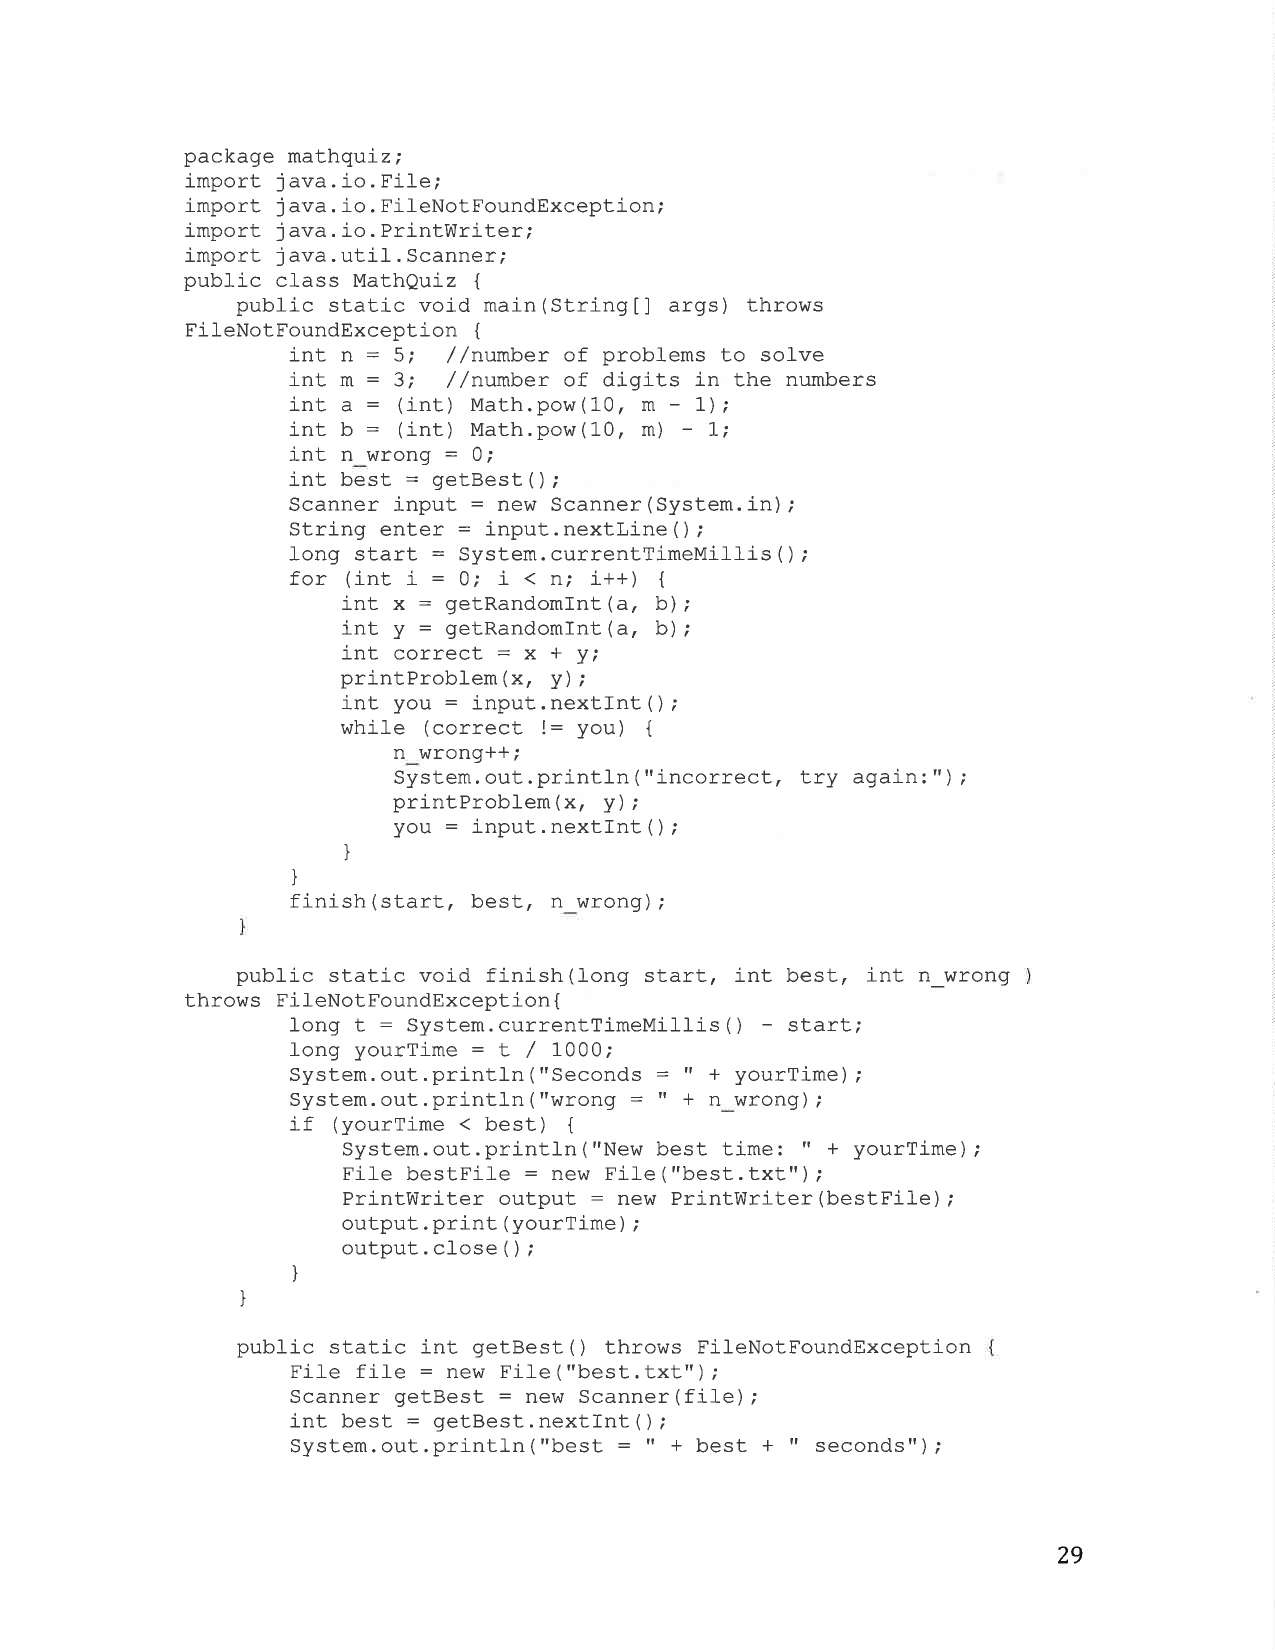 package mathquiz;
import java.io.File;
import java.io.FileNotFoundException;
import java.io.PrintWriter;
import java.util.Scanner;
public class MathQuiz {
    public static void main(String[] args) throws
FileNotFoundException {
        int n = 5;  //number of problems to solve
        int m = 3;  //number of digits in the numbers
        int a = (int) Math.pow(10, m - 1);
        int b = (int) Math.pow(10, m) - 1;
        int n_wrong = 0;
        int best = getBest();
        Scanner input = new Scanner(System.in);
        String enter = input.nextLine();
        long start = System.currentTimeMillis();
        for (int i = 0; i < n; i++) {
            int x = getRandomInt(a, b);
            int y = getRandomInt(a, b);
            int correct = x + y;
            printProblem(x, y);
            int you = input.nextInt();
            while (correct != you) {
                n_wrong++;
                System.out.println("incorrect, try again:");
                printProblem(x, y);
                you = input.nextInt();
            }
        }
        finish(start, best, n_wrong);
    }
    public static void finish(long start, int best, int n_wrong )
throws FileNotFoundException{
        long t = System.currentTimeMillis() - start;
        long yourTime = t / 1000;
        System.out.println("Seconds = " + yourTime);
        System.out.println("wrong = " + n_wrong);
        if (yourTime < best) {
            System.out.println("New best time: " + yourTime);
            File bestFile = new File("best.txt");
            PrintWriter output = new PrintWriter(bestFile);
            output.print(yourTime);
            output.close();
        }
    }
    public static int getBest() throws FileNotFoundException {
        File file = new File("best.txt");
        Scanner getBest = new Scanner(file);
        int best = getBest.nextInt();
        System.out.println("best = " + best + " seconds");
29